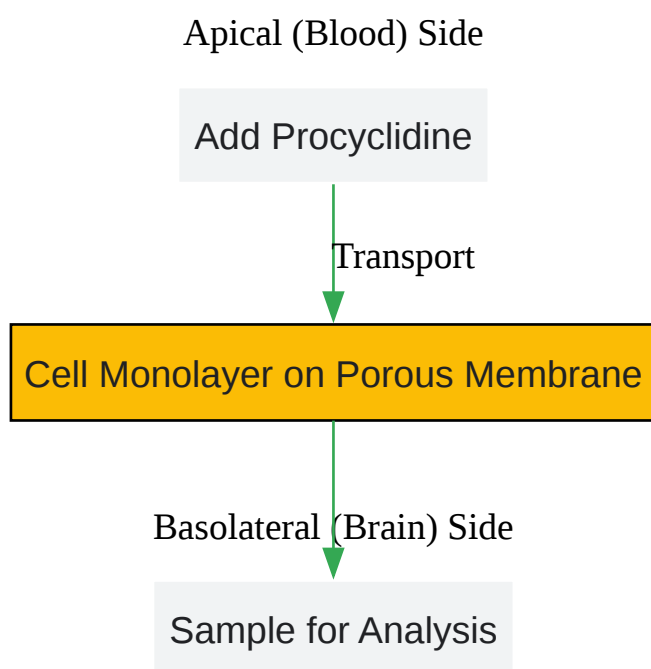 Apical (Blood) Side
Add Procyclidine
Transport
Cell Monolayer on Porous Membrane
Basolateral (Brain) Side
Sample for Analysis